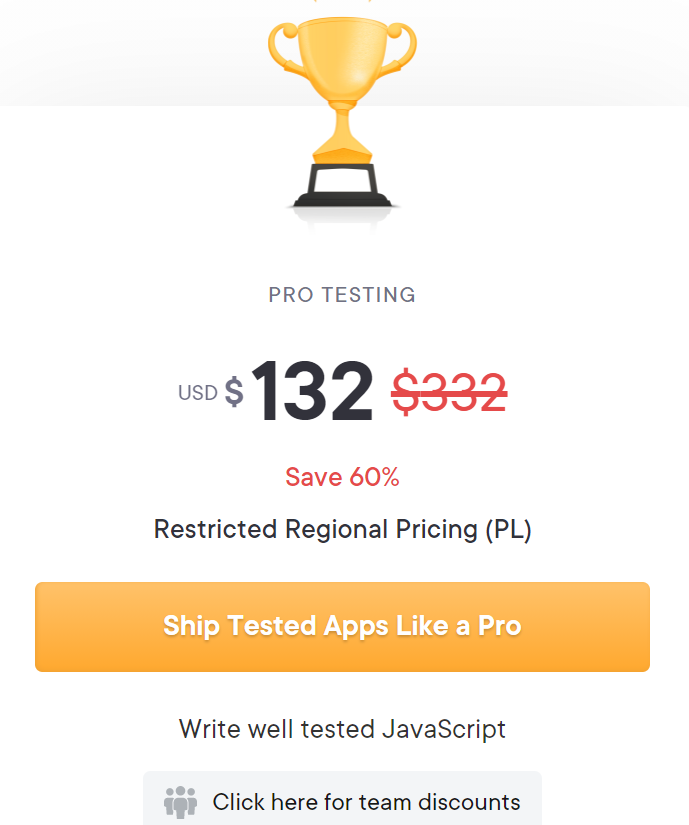 PRO TESTING
USD $ 132 $332
Save 60%
Restricted Regional Pricing (PL)
Ship Tested Apps Like a Pro
Write well tested JavaScript
Click here for team discounts